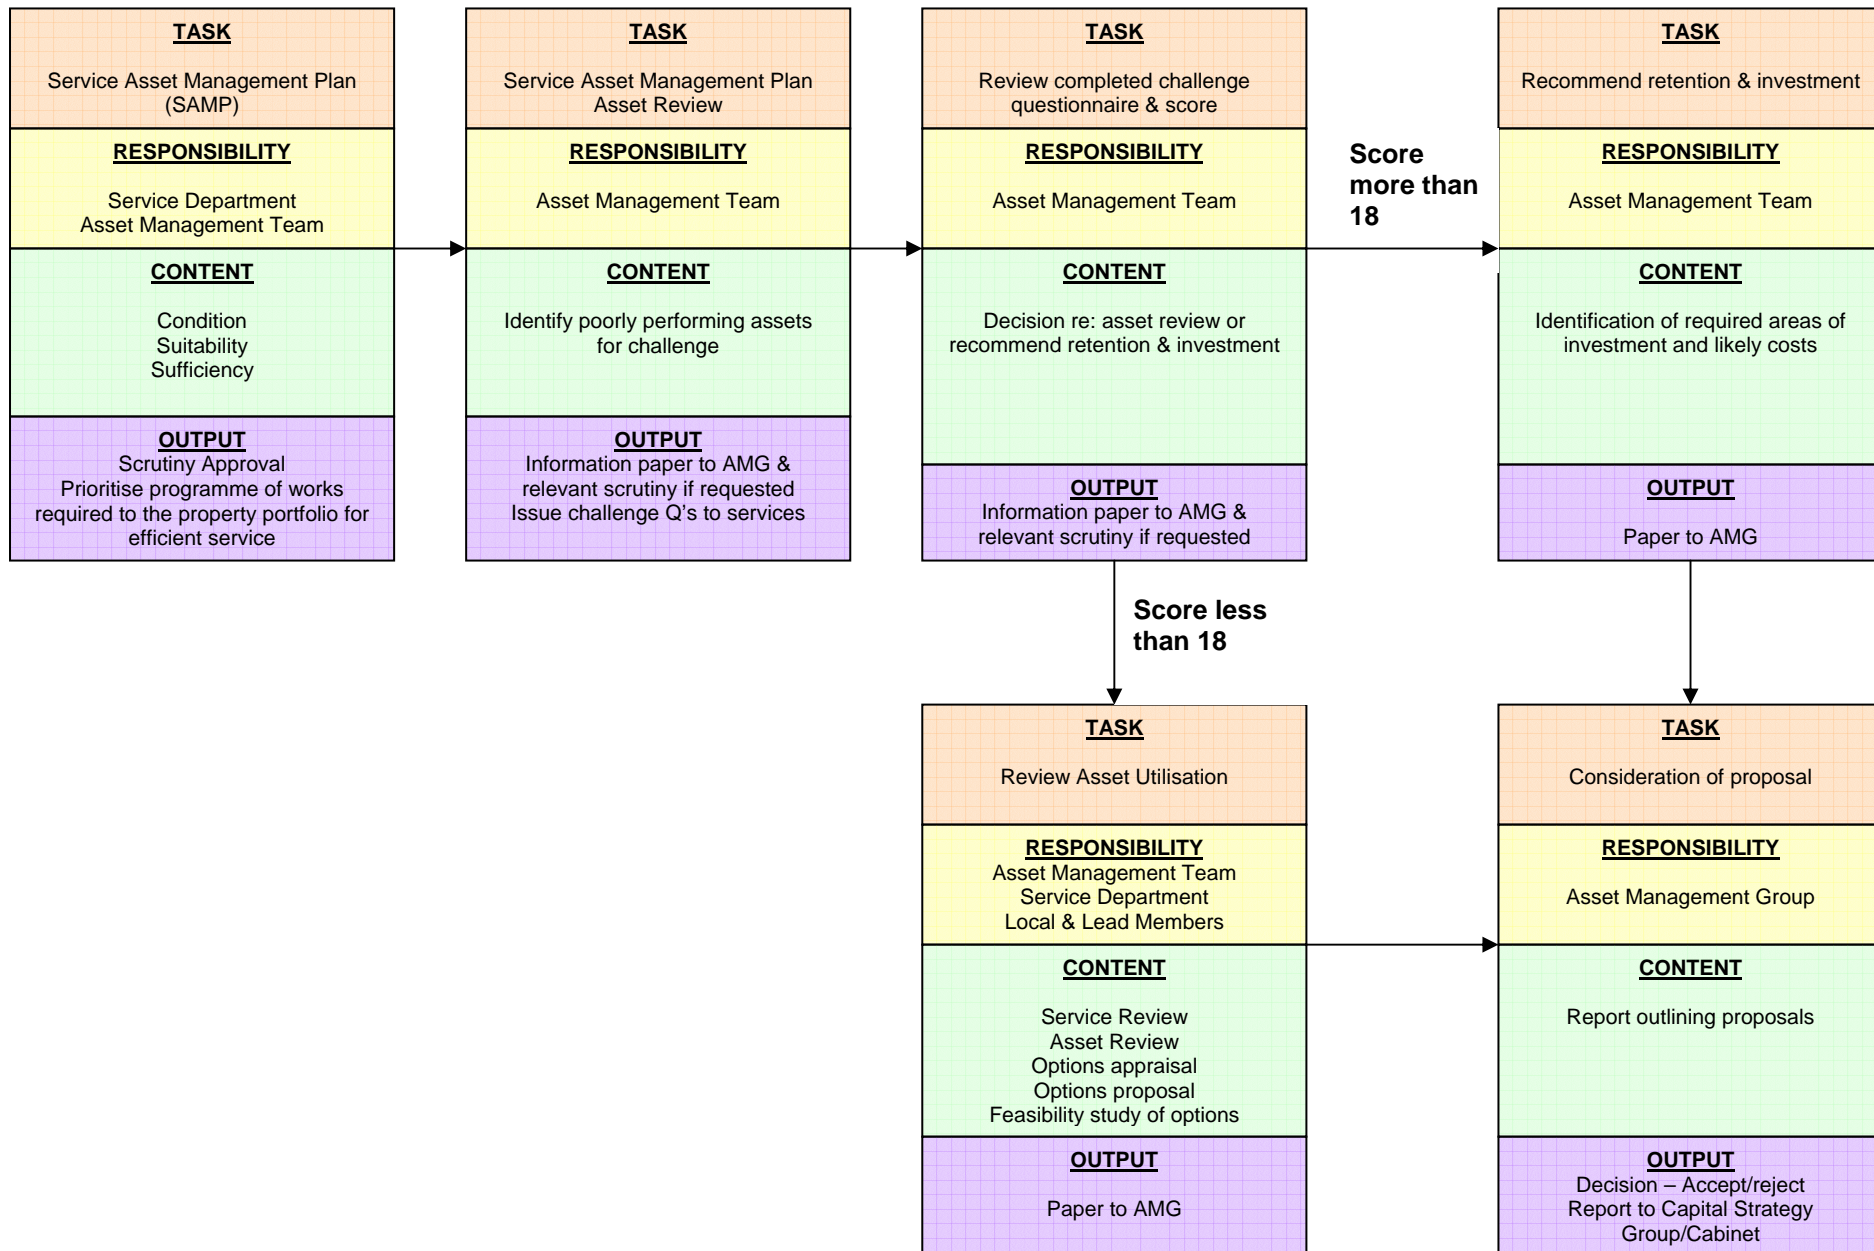 TASK
Service Asset Management Plan
(SAMP)
RESPONSIBILITY
Service Department
Asset Management Team
CONTENT
Condition
Suitability
Sufficiency
OUTPUT
Scrutiny Approval
Prioritise programme of works
required to the property portfolio for
efficient service
TASK
Service Asset Management Plan
Asset Review
RESPONSIBILITY
Asset Management Team
CONTENT
Identify poorly performing assets
for challenge
OUTPUT
Information paper to AMG &
relevant scrutiny if requested
Issue challenge Q's to services
TASK
Review completed challenge
questionnaire & score
RESPONSIBILITY
Asset Management Team
CONTENT
Decision re: asset review or
recommend retention & investment
OUTPUT
Information paper to AMG &
relevant scrutiny if requested
Score
more than
18
TASK
Recommend retention & investment
RESPONSIBILITY
Asset Management Team
CONTENT
Identification of required areas of
investment and likely costs
OUTPUT
Paper to AMG
Score less
than 18
TASK
Review Asset Utilisation
RESPONSIBILITY
Asset Management Team
Service Department
Local & Lead Members
CONTENT
Service Review
Asset Review
Options appraisal
Options proposal
Feasibility study of options
OUTPUT
Paper to AMG
TASK
Consideration of proposal
RESPONSIBILITY
Asset Management Group
CONTENT
Report outlining proposals
OUTPUT
Decision – Accept/reject
Report to Capital Strategy
Group/Cabinet